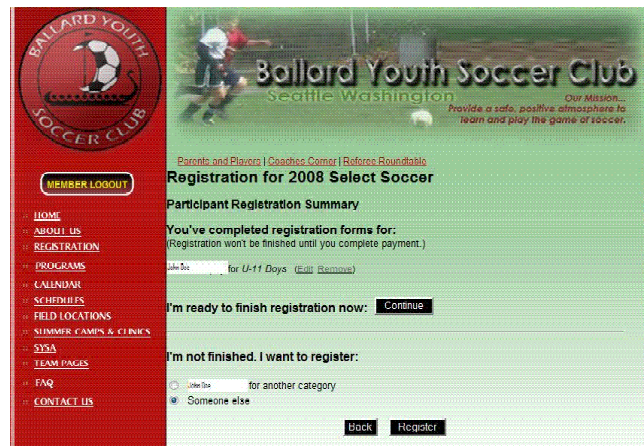 BALLARD YOUTH
SOCCER CLUB
Ballard Youth Soccer Club
Seattle Washington
Our Mission...
Provide a safe, positive atmosphere to
learn and play the game of soccer.
Parents and Players | Coaches Corner | Referee Roundtable
MEMBER LOGOUT
HOME
ABOUT US
REGISTRATION
PROGRAMS
CALENDAR
SCHEDULES
FIELD LOCATIONS
SUMMER CAMPS & CLINICS
SYSA
TEAM PAGES
FAQ
CONTACT US
Registration for 2008 Select Soccer
Participant Registration Summary
You've completed registration forms for:
(Registration won't be finished until you complete payment.)
John Doe for U-11 Days (Edit Remove)
I'm ready to finish registration now: Continue
I'm not finished. I want to register:
John Doe for another category
Someone else
Back Register